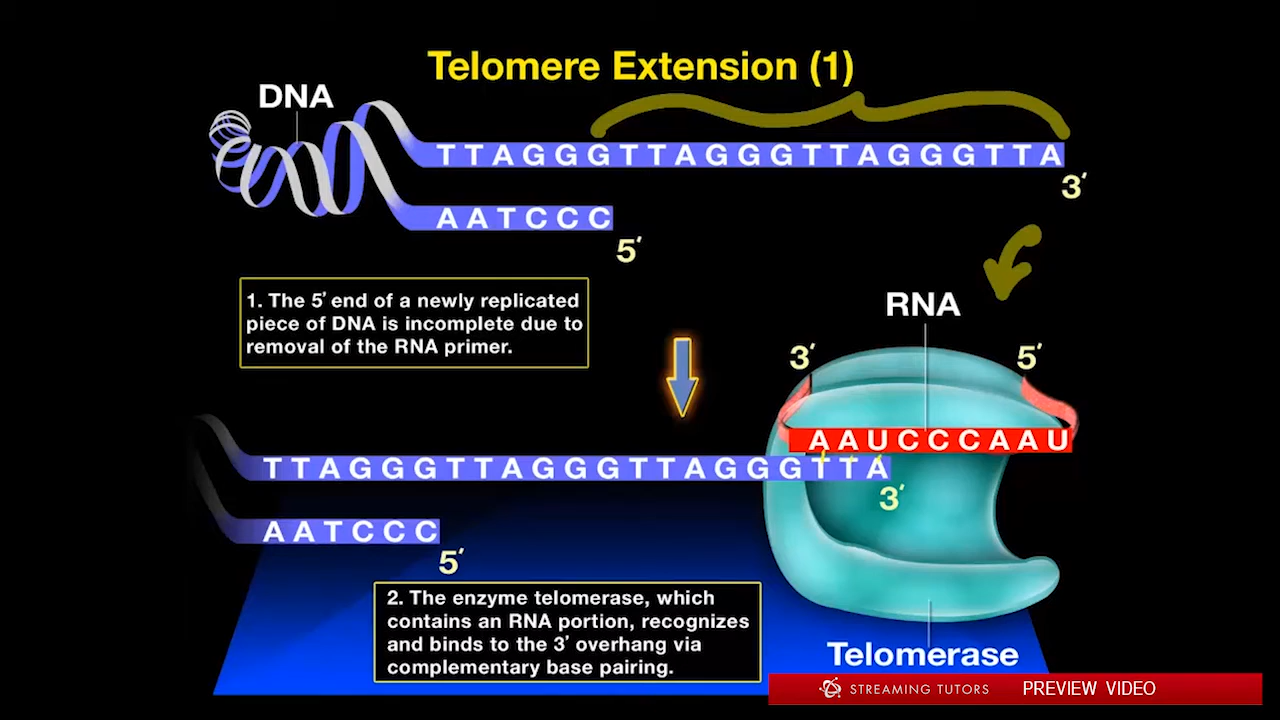 Telomere Extension (1)
DNA
TTAGGGTTAGGGTTAGGGTTA
3′
AATCCC
5′
1. The 5′ end of a newly replicated
piece of DNA is incomplete due to
removal of the RNA primer.
RNA
3′
5′
AAUCCCAAU
TTAGGGTTAGGGTTAGGGTTA
3′
AATCCC
5′
2. The enzyme telomerase, which
contains an RNA portion, recognizes
and binds to the 3′ overhang via
complementary base pairing.
Telomerase
STREAMING TUTORS PREVIEW VIDEO